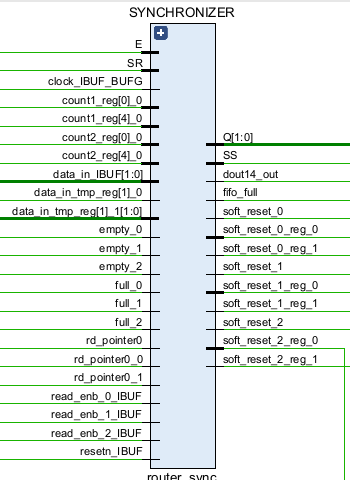 SYNCHRONIZER
E
SR
clock_IBUF_BUFG
count1_reg[0]_0
count1_reg[4]_0
count2_reg[0]_0
count2_reg[4]_0
data_in_IBUF[1:0]
data_in_tmp_reg[1]_0
data_in_tmp_reg[1]_1[1:0]
empty_0
empty_1
empty_2
full_0
full_1
full_2
rd_pointer0
rd_pointer0_0
rd_pointer0_1
read_enb_0_IBUF
read_enb_1_IBUF
read_enb_2_IBUF
resetn_IBUF
Q[1:0]
SS
dout14_out
fifo_full
soft_reset_0
soft_reset_0_reg_0
soft_reset_0_reg_1
soft_reset_1
soft_reset_1_reg_0
soft_reset_1_reg_1
soft_reset_2
soft_reset_2_reg_0
soft_reset_2_reg_1
router_sync